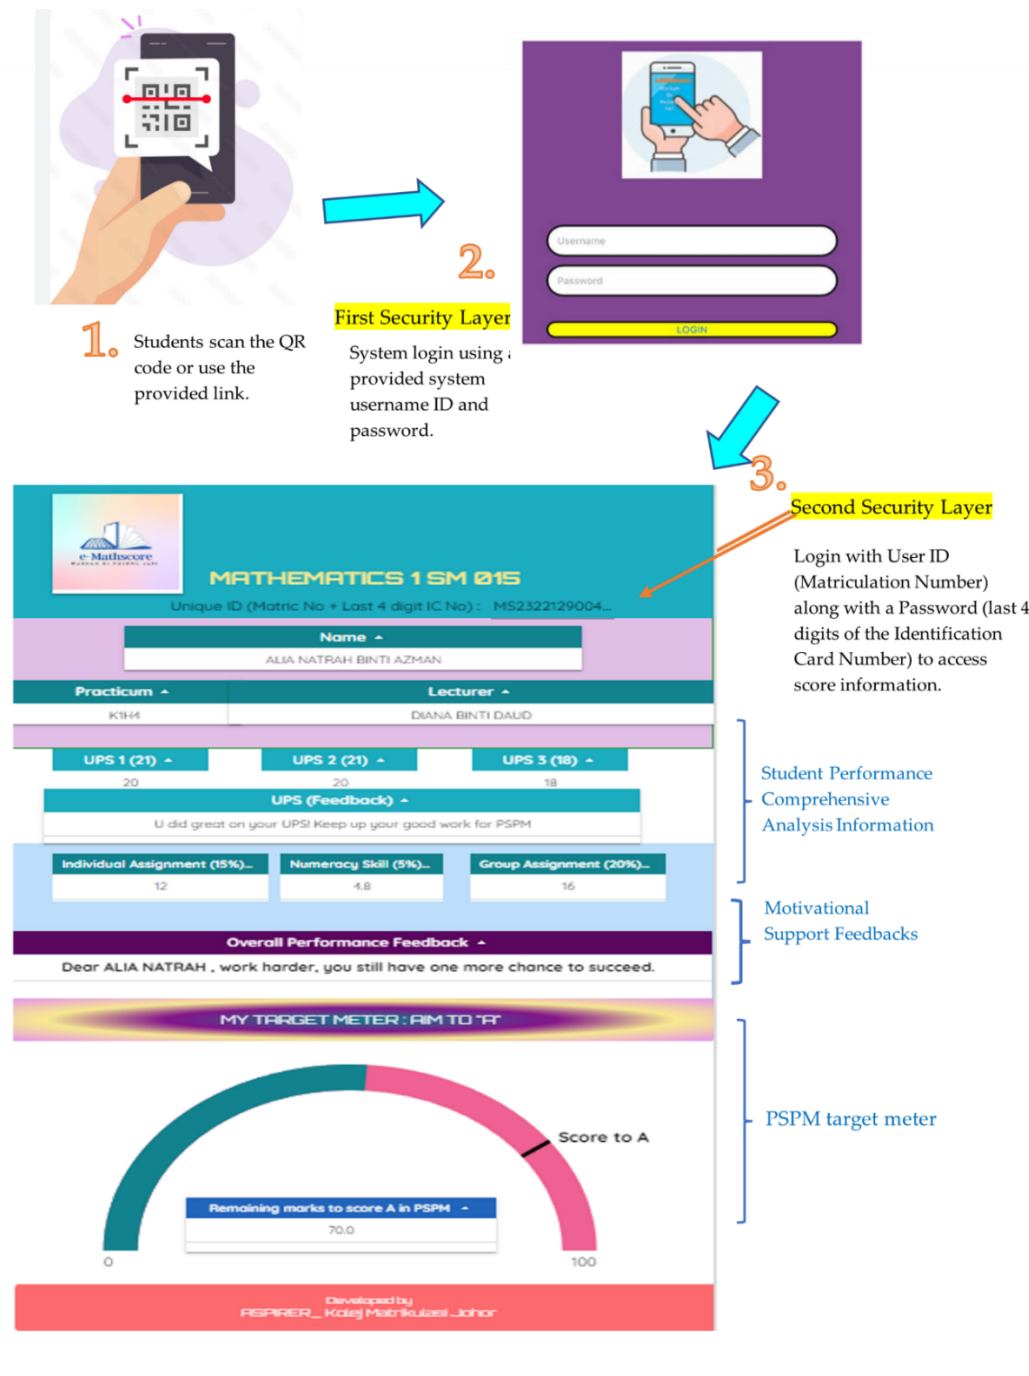 1.
Students scan the QR
code or use the
provided link.
2.
First Security Layer
System login using
provided system
username ID and
password.
Username
Password
LOGIN
3.
Second Security Layer
Login with User ID
(Matriculation Number)
along with a Password (last 4
digits of the Identification
Card Number) to access
score information.
e-Mathscore
MATHEMATICS 1 SM 015
Unique ID (Matric No + Last 4 digit IC No) : MS2322129004...
Name
ALIA NATRAH BINTI AZMAN
Practicum Lecturer
K1H4 DIANA BINTI DAUD
UPS 1 (21) UPS 2 (21) UPS 3 (18)
20 20 18
UPS (Feedback)
U did great on your UPS! Keep up your good work for PSPM
Individual Assignment (15%)... Numeracy Skill (5%)... Group Assignment (20%)...
12 4.8 16
Student Performance
Comprehensive
Analysis Information
Overall Performance Feedback
Dear ALIA NATRAH , work harder, you still have one more chance to succeed.
Motivational
Support Feedbacks
MY TARGET METER : AIM TO "A"
Score to A
Remaining marks to score A in PSPM
70.0
0 100
PSPM target meter
Developed by
ASPIRER_ Kolej Matrikulasi Johor